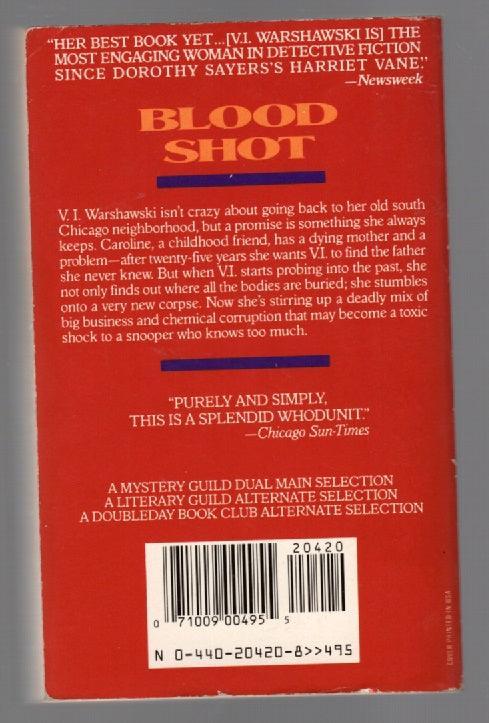 "HER BEST BOOK YET...[V.I. WARSHAWSKI IS] THE
MOST ENGAGING WOMAN IN DETECTIVE FICTION
SINCE DOROTHY SAYERS'S HARRIET VANE."
—Newsweek
BLOOD
SHOT
V. I. Warshawski isn't crazy about going back to her old south
Chicago neighborhood, but a promise is something she always
keeps. Caroline, a childhood friend, has a dying mother and a
problem—after twenty-five years she wants V.I. to find the father
she never knew. But when V.I. starts probing into the past, she
not only finds out where all the bodies are buried; she stumbles
onto a very new corpse. Now she's stirring up a deadly mix of
big business and chemical corruption that may become a toxic
shock to a snooper who knows too much.
"PURELY AND SIMPLY,
THIS IS A SPLENDID WHODUNIT."
—Chicago Sun-Times
A MYSTERY GUILD DUAL MAIN SELECTION
A LITERARY GUILD ALTERNATE SELECTION
A DOUBLEDAY BOOK CLUB ALTERNATE SELECTION
20420
0 71009 00495 5
N 0-440-20420-8>>495
COVER PRINTED IN USA